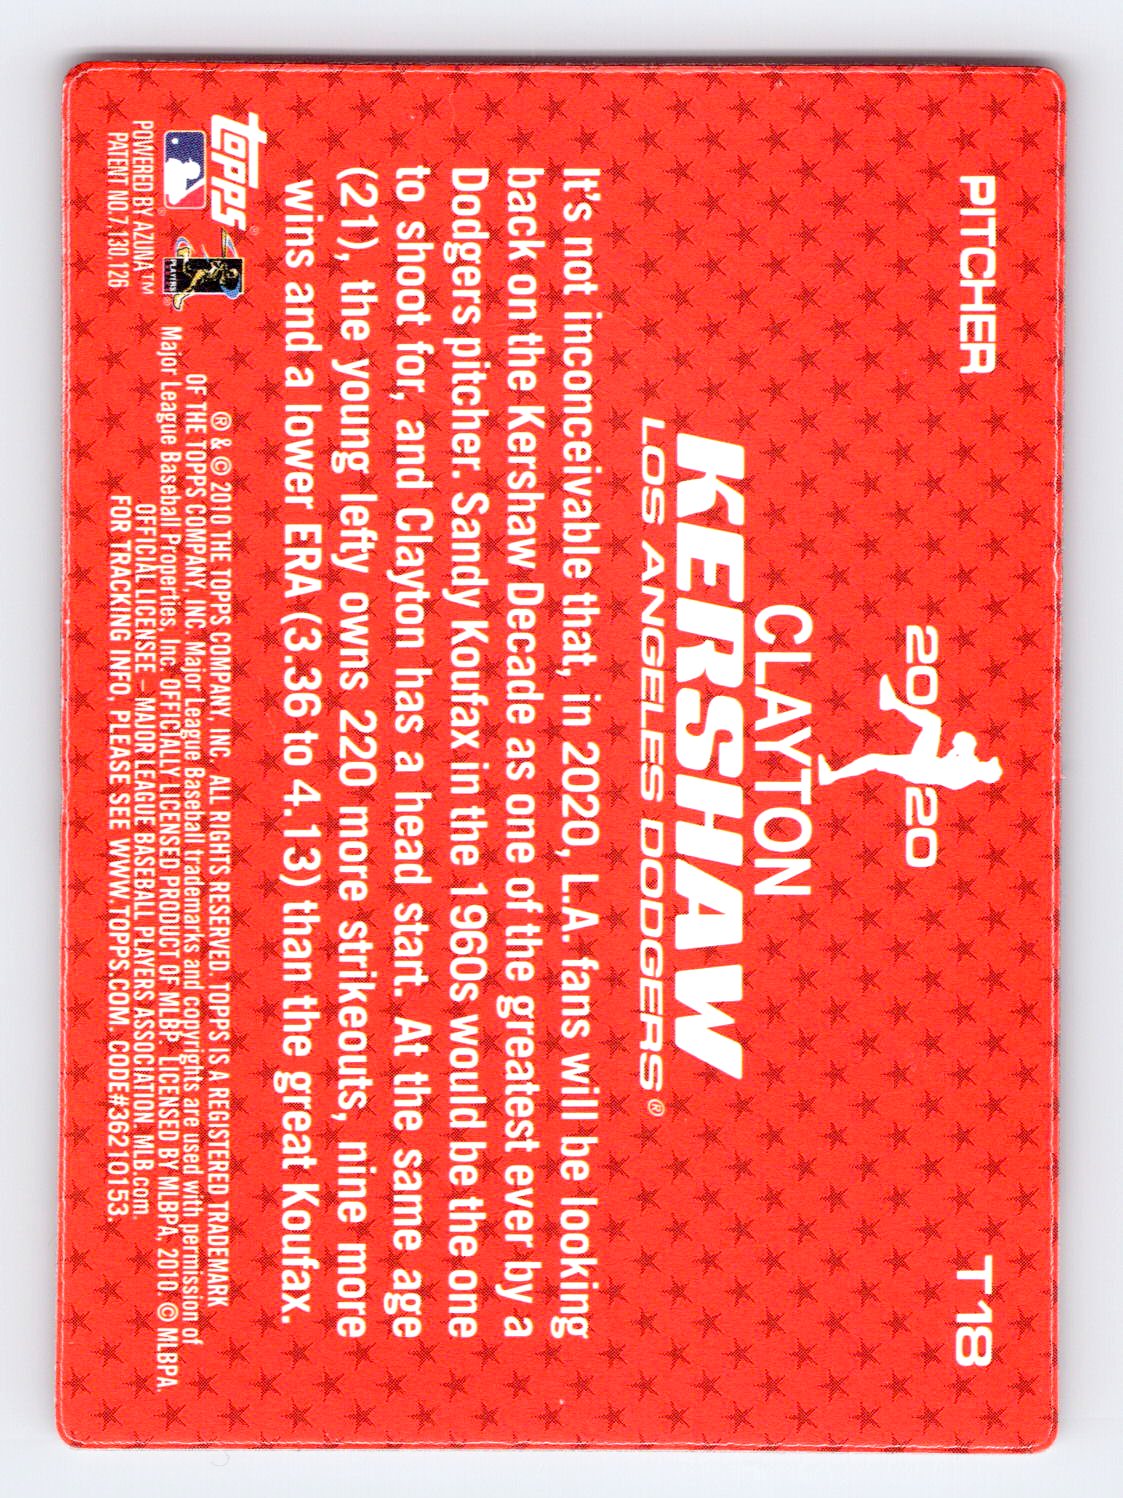 PITCHER
20 20
T18
CLAYTON
KERSHAW
LOS ANGELES DODGERS®
It's not inconceivable that, in 2020, L.A. fans will be looking
back on the Kershaw Decade as one of the greatest ever by a
Dodgers pitcher. Sandy Koufax in the 1960s would be the one
to shoot for, and Clayton has a head start. At the same age
(21), the young lefty owns 220 more strikeouts, nine more
wins and a lower ERA (3.36 to 4.13) than the great Koufax.
topps®
PLAYERS
POWERED BY AZUNA™
PATENT NO.7,130,126
® & © 2010 THE TOPPS COMPANY, INC. ALL RIGHTS RESERVED. TOPPS IS A REGISTERED TRADEMARK
OF THE TOPPS COMPANY, INC. Major League Baseball trademarks and copyrights are used with permission of
Major League Baseball Properties, Inc. OFFICIALLY LICENSED PRODUCT OF MLBP. LICENSED BY MLBPA, 2010. © MLBPA.
OFFICIAL LICENSEE – MAJOR LEAGUE BASEBALL PLAYERS ASSOCIATION. MLB.com.
FOR TRACKING INFO, PLEASE SEE WWW.TOPPS.COM. CODE#36210153.